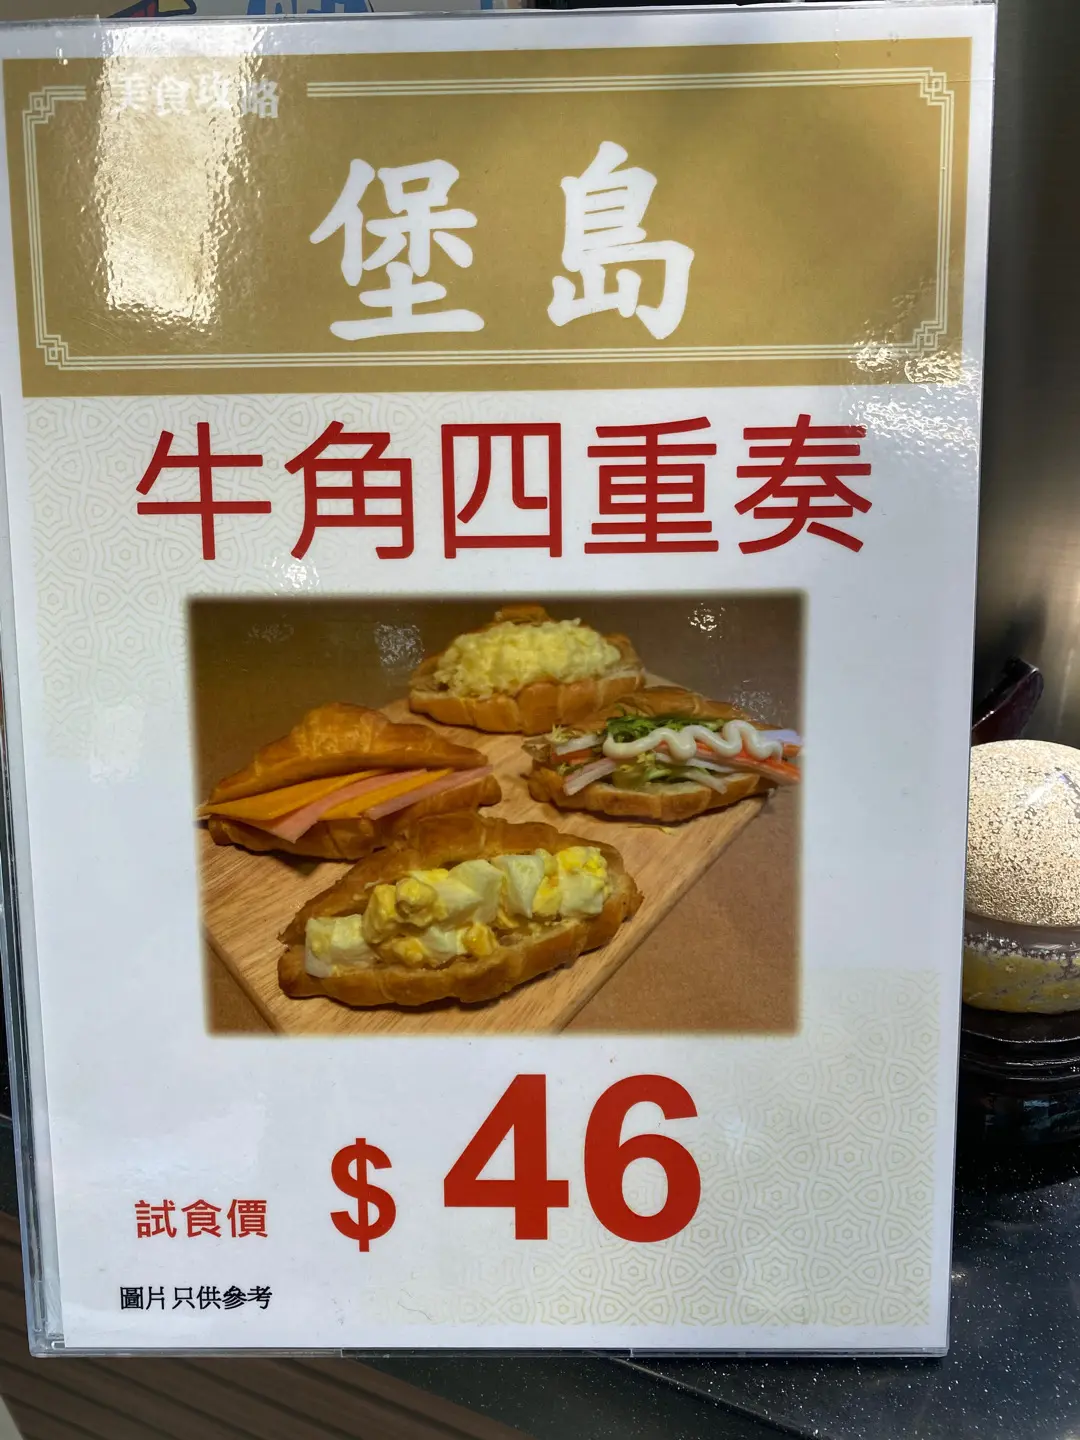 美食攻略
堡島
牛角四重奏
試食價 $46
圖片只供參考